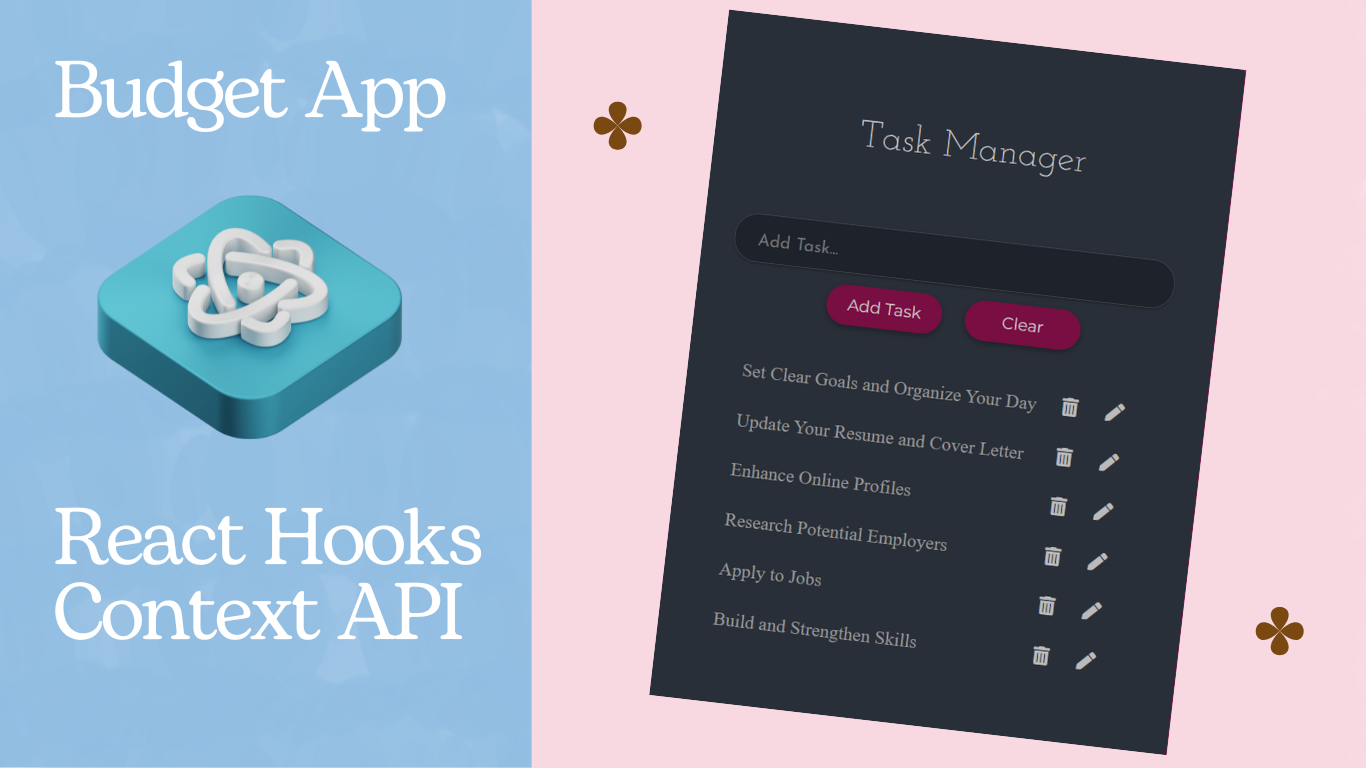 Budget App
React Hooks
Context API
Task Manager
Add Task...
Add Task
Clear
Set Clear Goals and Organize Your Day
Update Your Resume and Cover Letter
Enhance Online Profiles
Research Potential Employers
Apply to Jobs
Build and Strengthen Skills